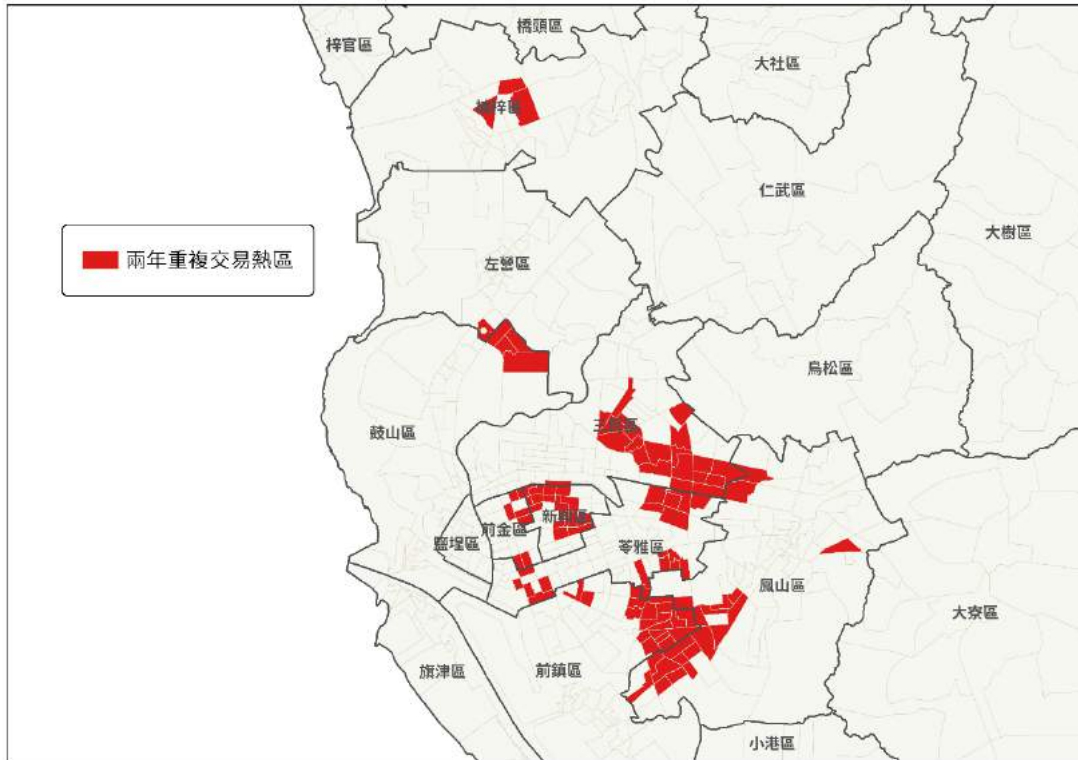 橋頭區
梓官區
大社區
楠梓區
仁武區
大樹區
左營區
兩年重複交易熱區
鳥松區
鼓山區
三民區
新興區
前金區
鹽埕區
苓雅區
鳳山區
大寮區
旗津區
前鎮區
小港區